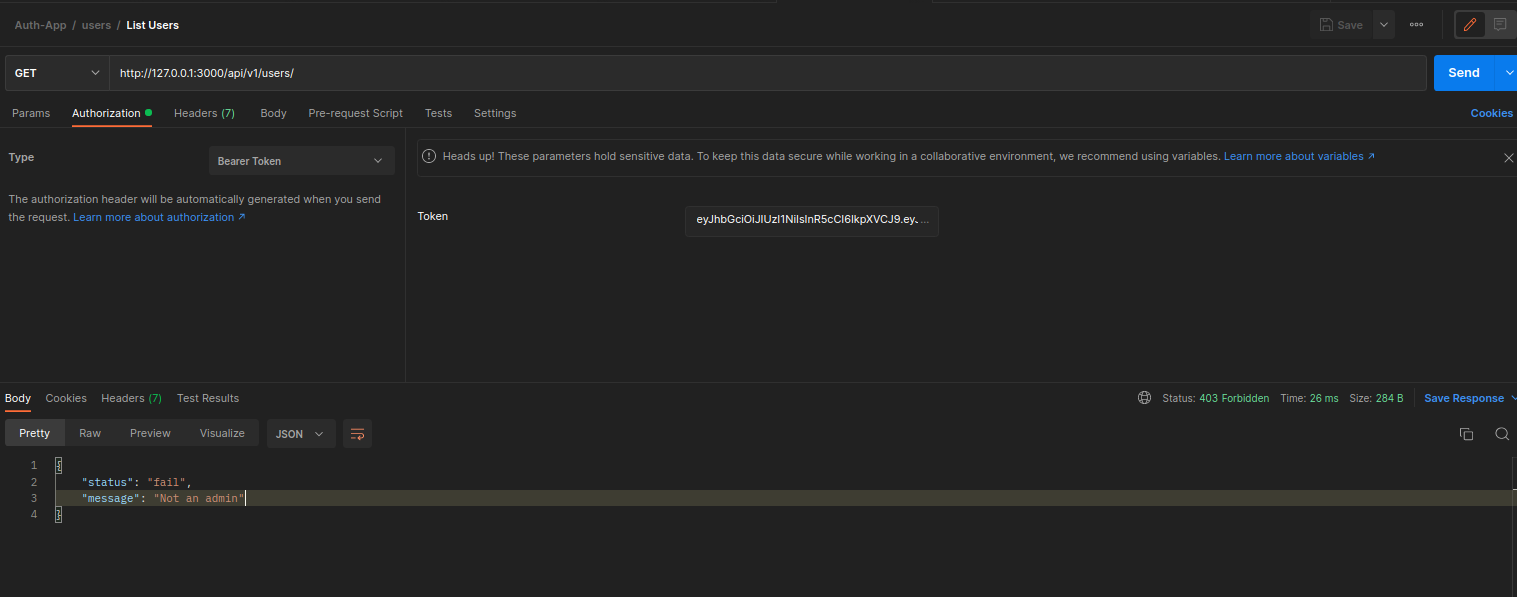 Auth-App / users / List Users
Save
GET
http://127.0.0.1:3000/api/v1/users/
Send
Params
Authorization
Headers (7)
Body
Pre-request Script
Tests
Settings
Cookies
Type
Bearer Token
The authorization header will be automatically generated when you send
the request. Learn more about authorization ↗
Heads up! These parameters hold sensitive data. To keep this data secure while working in a collaborative environment, we recommend using variables. Learn more about variables ↗
Token
eyJhbGciOiJIUzI1NiIsInR5cCI6IkpXVCJ9.ey. ...
Body
Cookies
Headers (7)
Test Results
Status: 403 Forbidden
Time: 26 ms
Size: 284 B
Save Response
Pretty
Raw
Preview
Visualize
JSON
1 {
2 "status": "fail",
3 "message": "Not an admin"
4 }